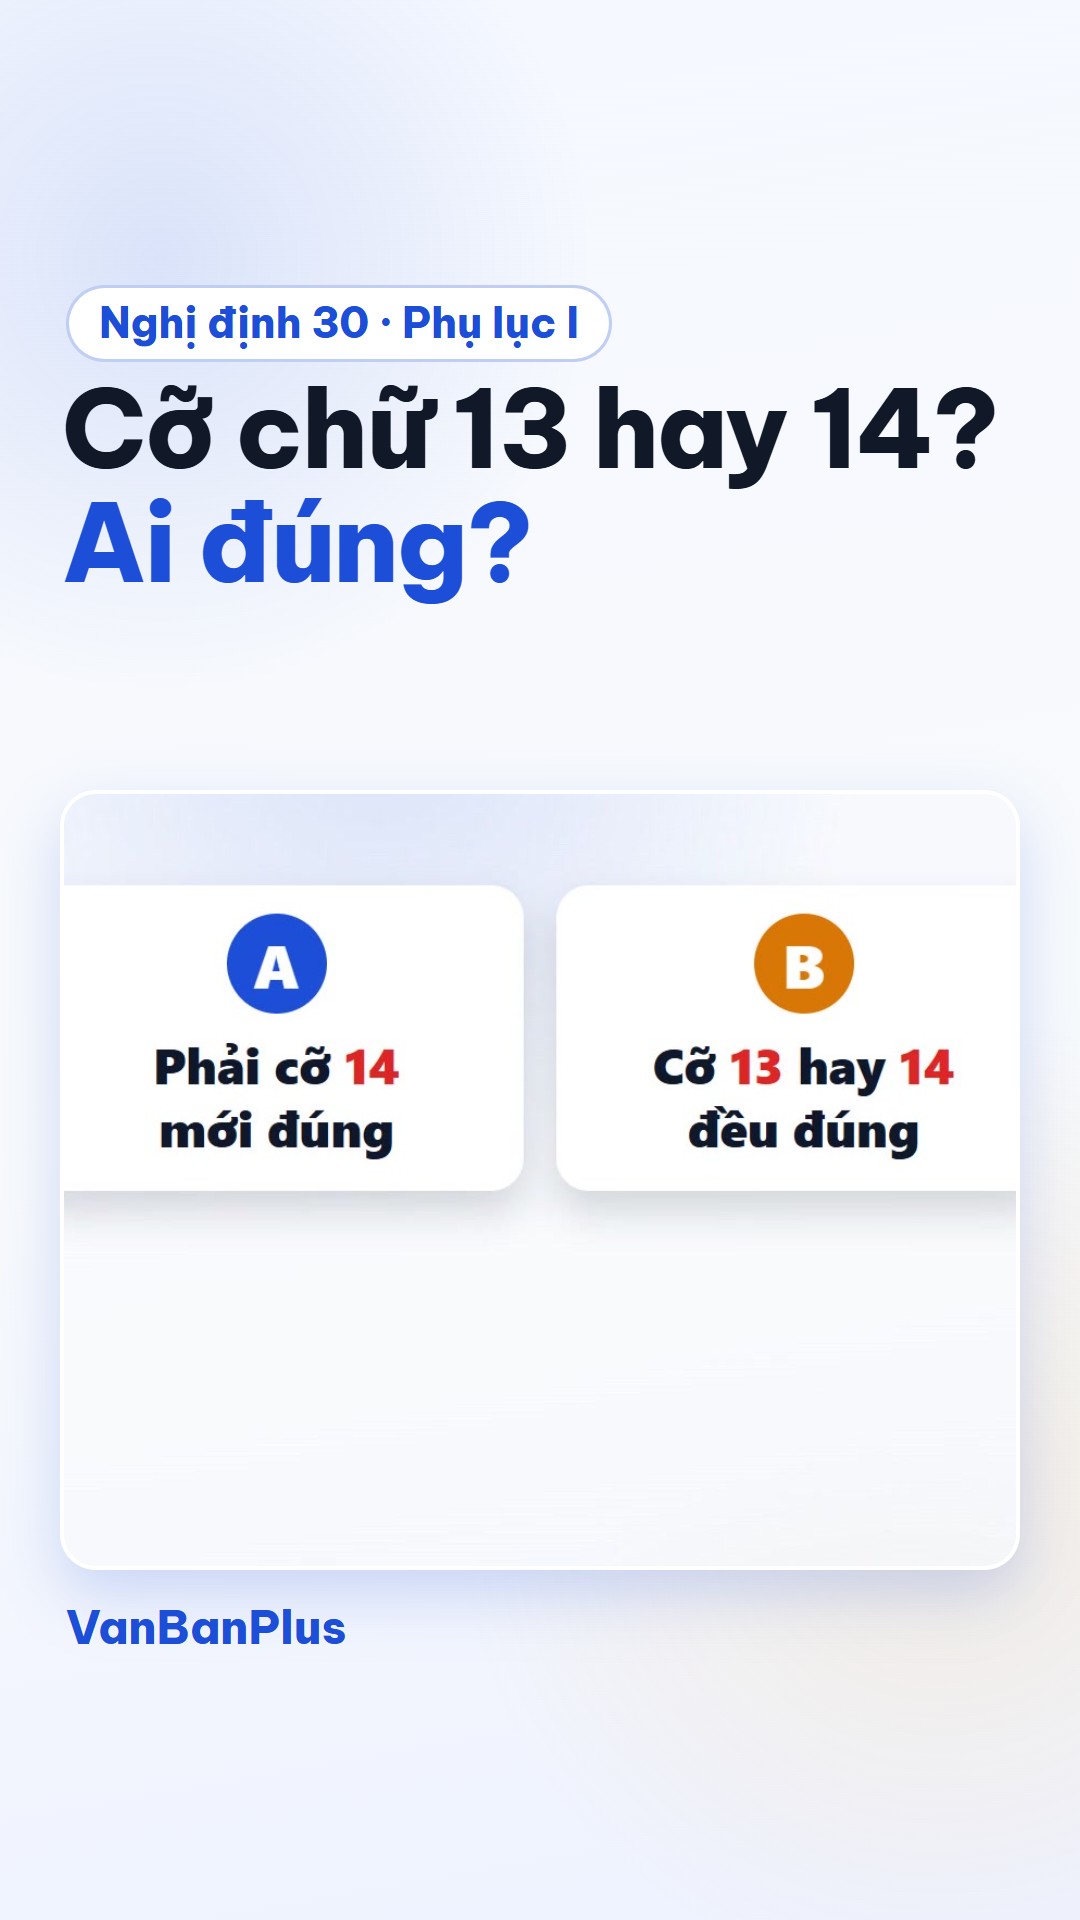 Nghị định 30 · Phụ lục I
Cỡ chữ 13 hay 14?
Ai đúng?
A
Phải cỡ 14
mới đúng
B
Cỡ 13 hay 14
đều đúng
VanBanPlus